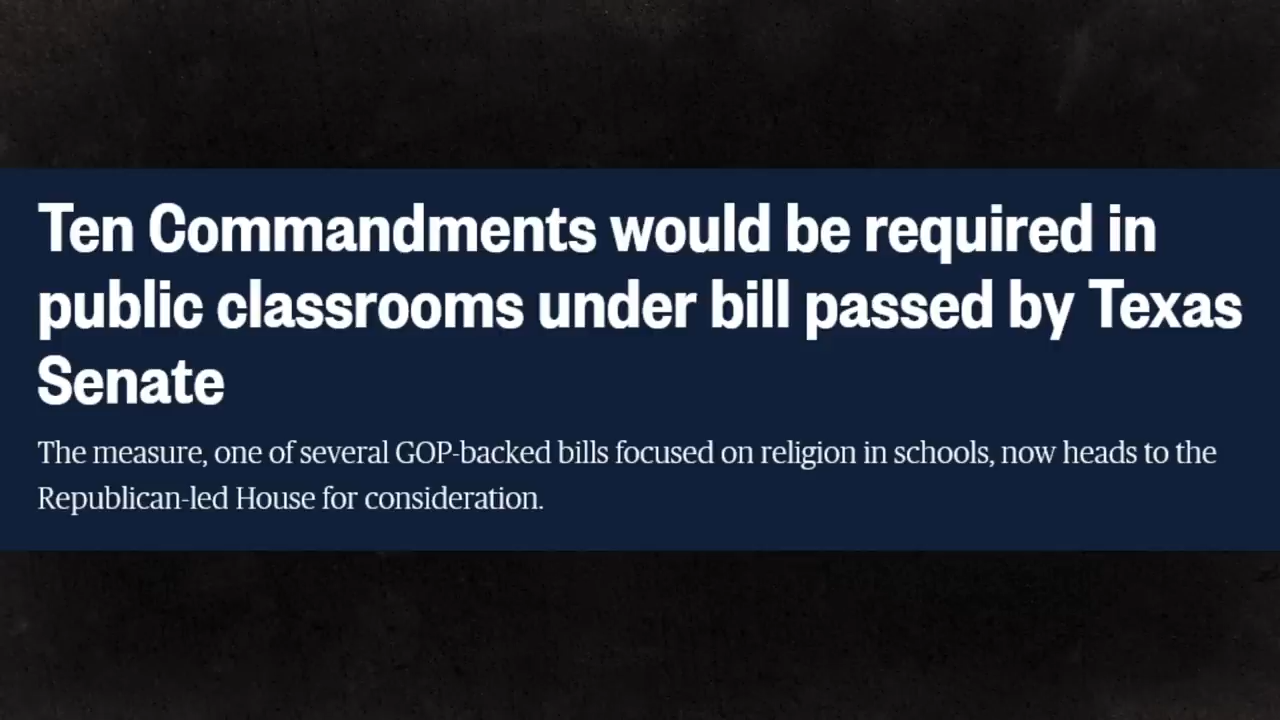 Ten Commandments would be required in
public classrooms under bill passed by Texas
Senate
The measure, one of several GOP-backed bills focused on religion in schools, now heads to the
Republican-led House for consideration.